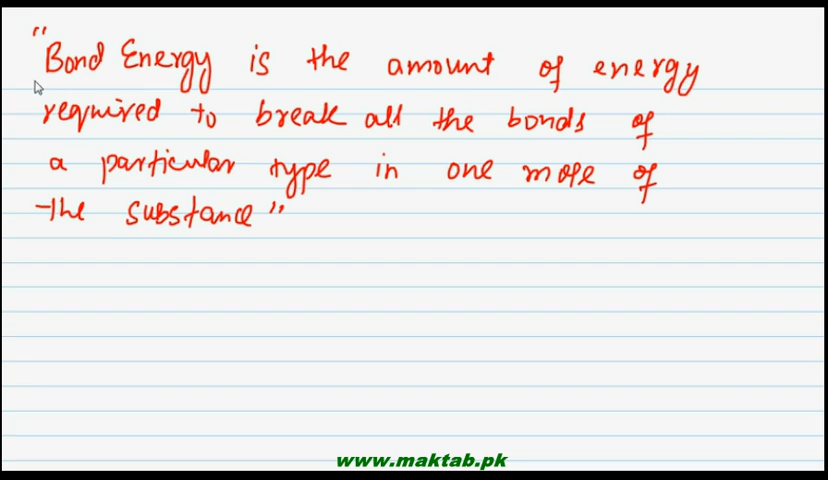 "Bond Energy is the amount of energy
required to break all the bonds of
a particular type in one mole of
the substance"
www.maktab.pk